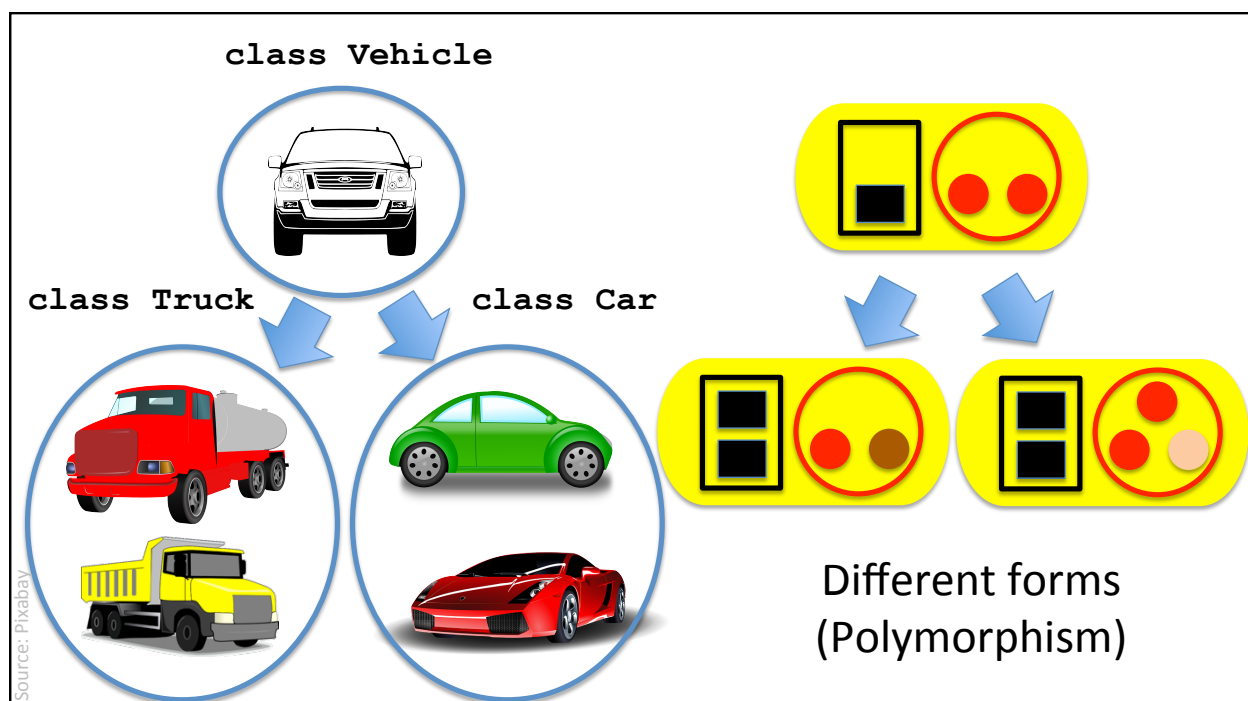 class Vehicle
class Truck
class Car
Different forms
(Polymorphism)
Source: Pixabay